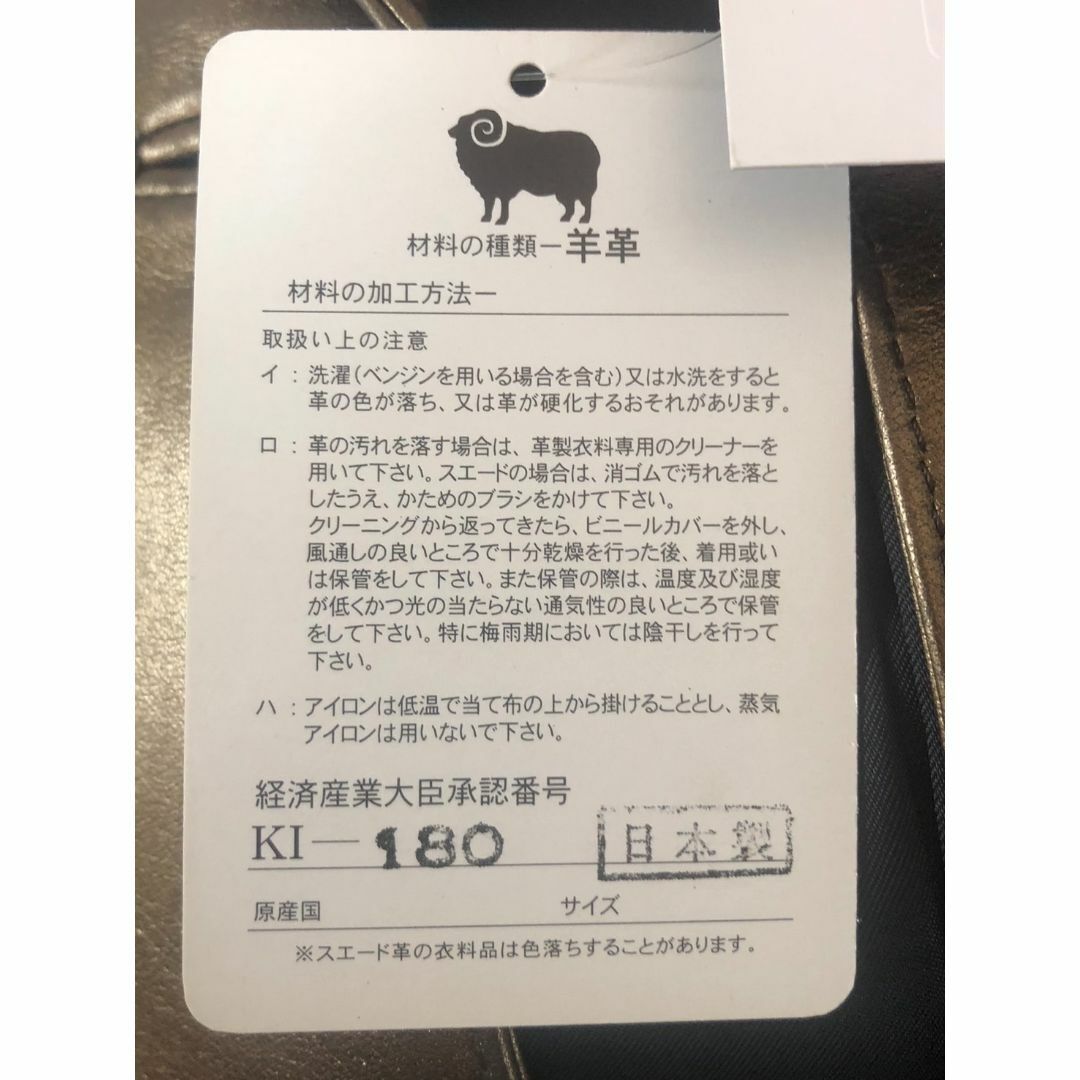 材料の種類ー羊革
材料の加工方法ー
取扱い上の注意
イ：洗濯(ベンジンを用いる場合を含む)又は水洗をすると
革の色が落ち、又は革が硬化するおそれがあります。
ロ：革の汚れを落す場合は、革製衣料専用のクリーナーを
用いて下さい。スエードの場合は、消ゴムで汚れを落と
したうえ、かためのブラシをかけて下さい。
クリーニングから返ってきたら、ビニールカバーを外し、
風通しの良いところで十分乾燥を行った後、着用或い
は保管をして下さい。また保管の際は、温度及び湿度
が低くかつ光の当たらない通気性の良いところで保管
をして下さい。特に梅雨期においては陰干しを行って
下さい。
ハ：アイロンは低温で当て布の上から掛けることとし、蒸気
アイロンは用いないで下さい。
経済産業大臣承認番号
KI—180 日本製
原産国 サイズ
※スエード革の衣料品は色落ちすることがあります。